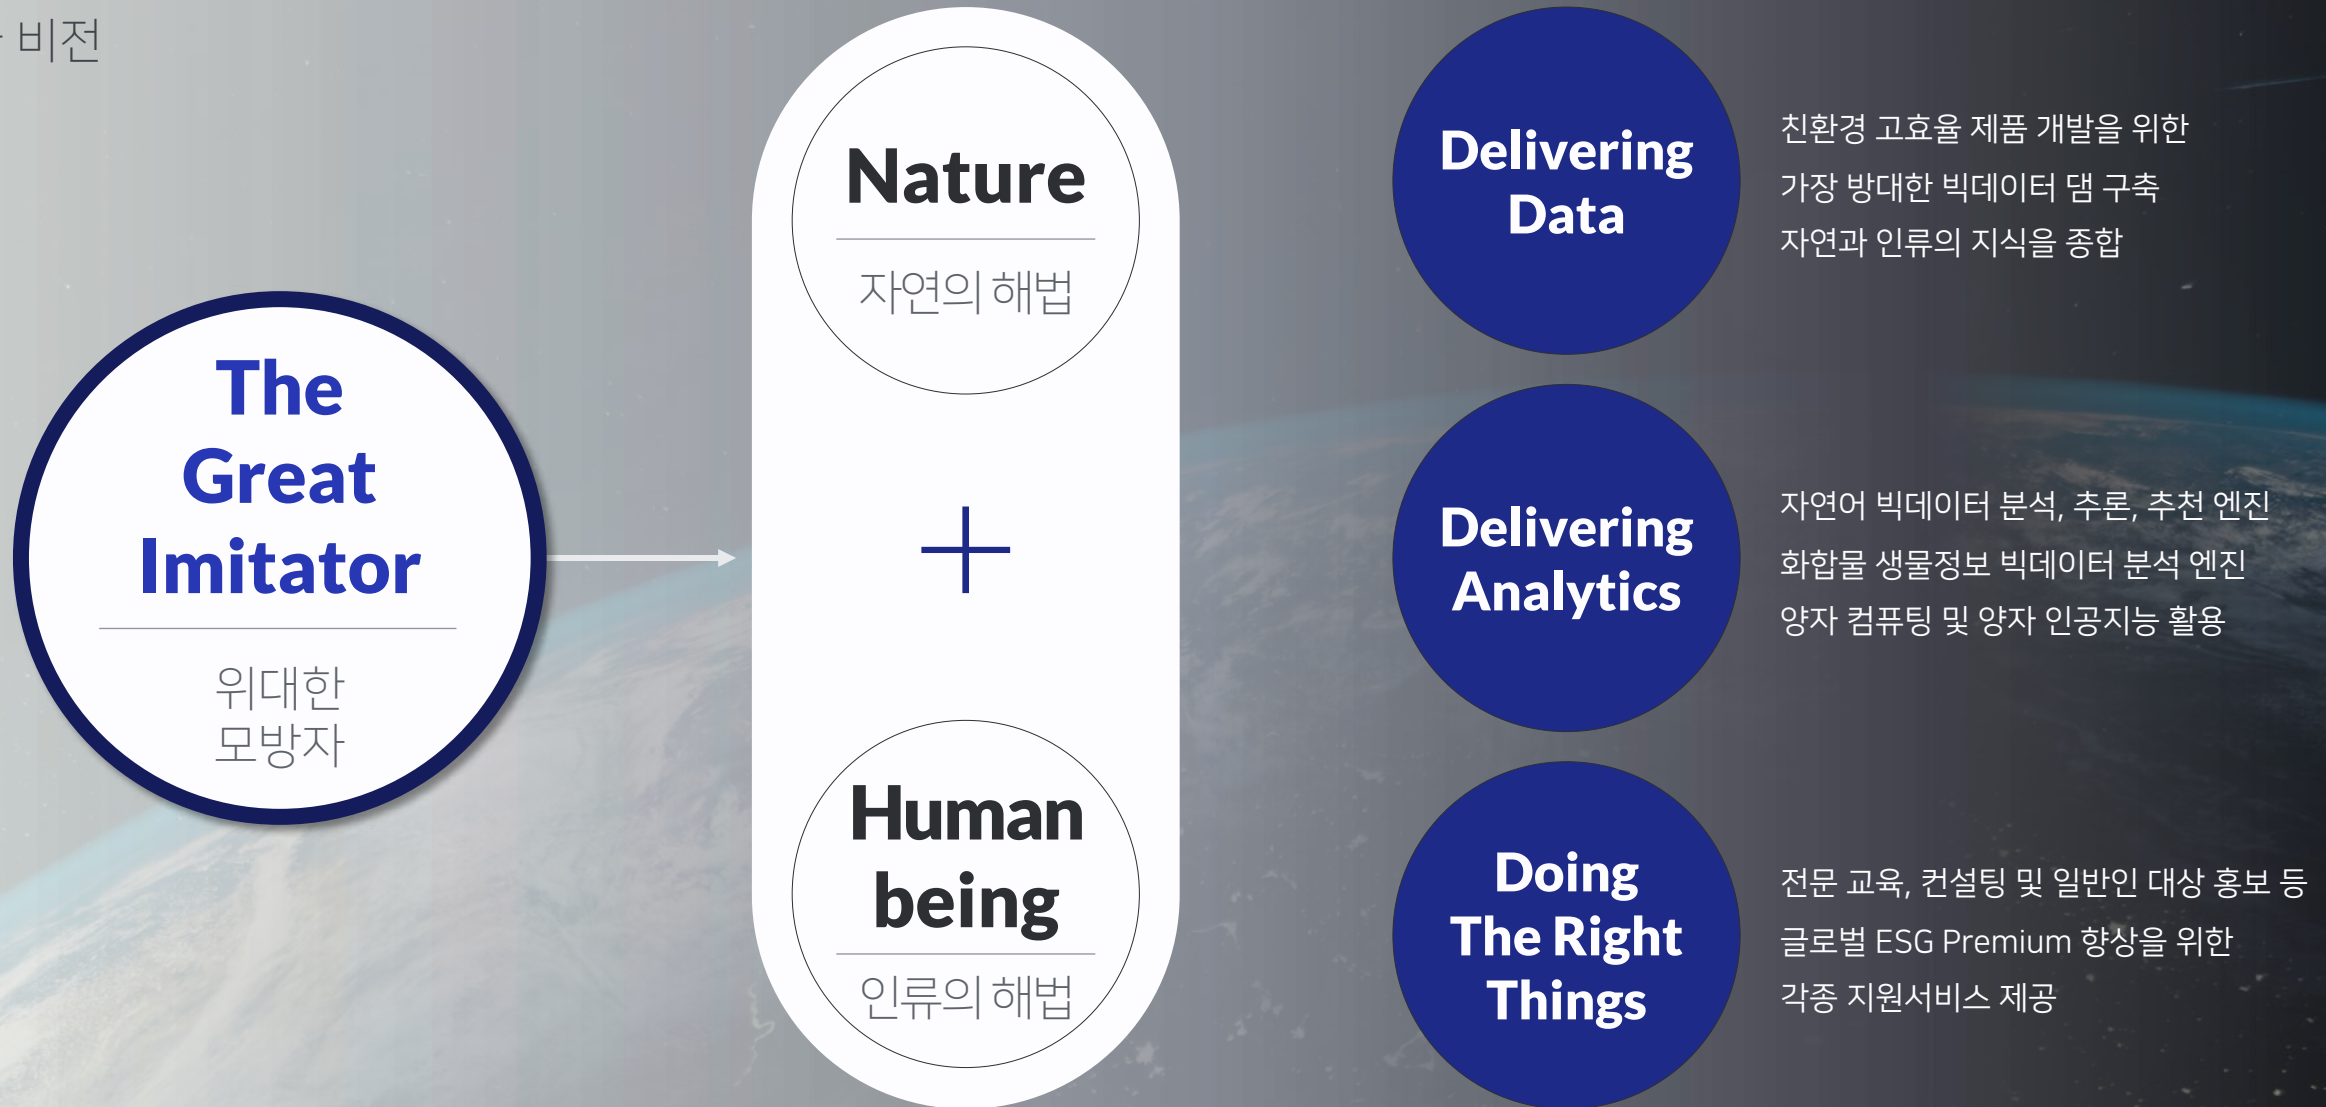 비전
The
Great
Imitator
위대한
모방자
Nature
자연의 해법
Human
being
인류의 해법
Delivering
Data
친환경 고효율 제품 개발을 위한
가장 방대한 빅데이터 댐 구축
자연과 인류의 지식을 종합
Delivering
Analytics
자연어 빅데이터 분석, 추론, 추천 엔진
화합물 생물정보 빅데이터 분석 엔진
양자 컴퓨팅 및 양자 인공지능 활용
Doing
The Right
Things
전문 교육, 컨설팅 및 일반인 대상 홍보 등
글로벌 ESG Premium 향상을 위한
각종 지원서비스 제공